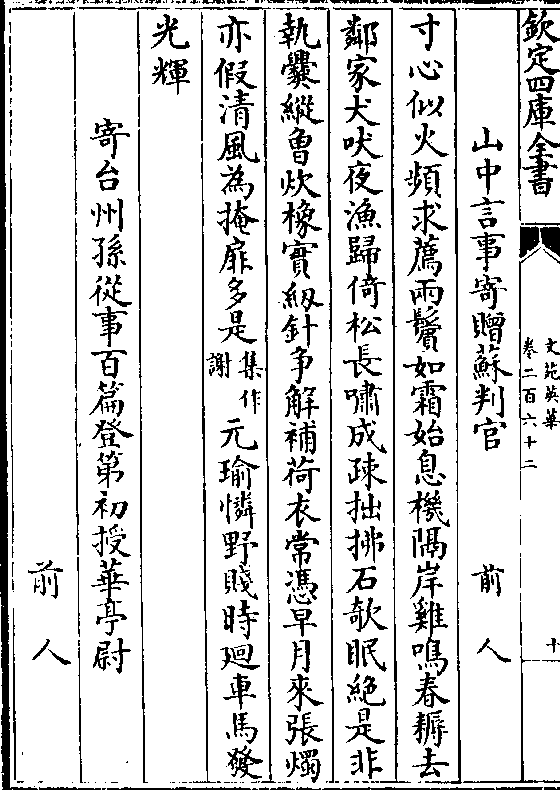 欽定四庫全書
文苑英華
卷二百六十二
十
山中言事寄贈蘇判官
前人
寸心似火頻求薦兩鬢如霜始息機隔岸雞鳴春耨去
鄰家犬吠夜漁歸倚松長嘯成疎拙拂石欹眠絶是非
執爨縱曽炊橡實紉針争解補荷衣常憑早月來張燭
亦假清風為掩扉多是
集作
謝
元瑜憐野賤時廻車馬發
光輝
寄台州孫從事百篇登第初授華亭尉
前人